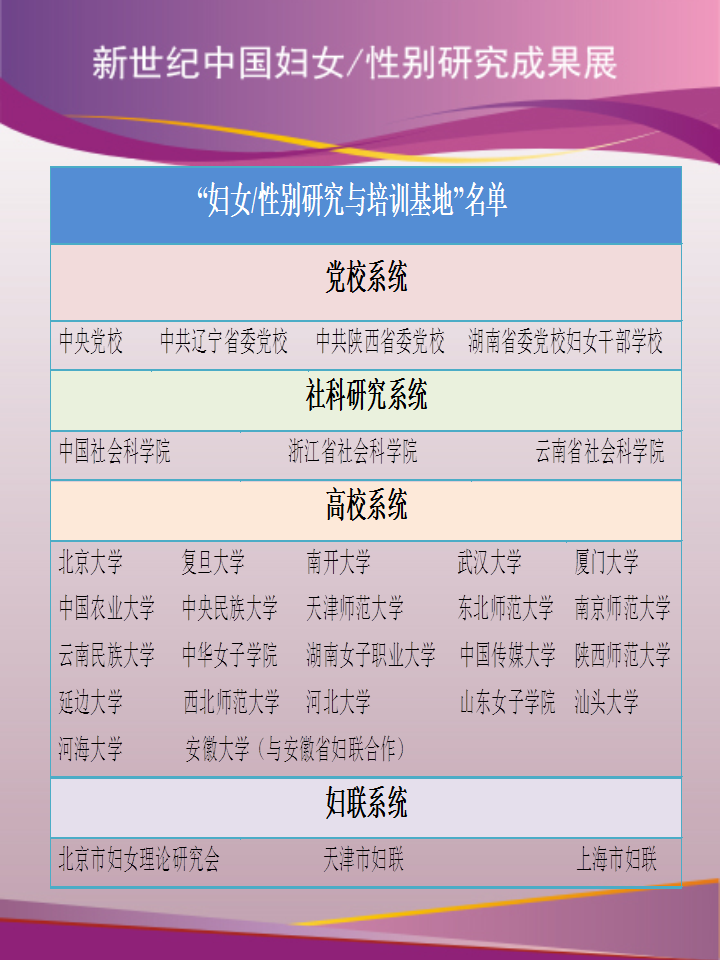 新世纪中国妇女/性别研究成果展
“妇女/性别研究与培训基地”名单
党校系统
中央党校 中共辽宁省委党校 中共陕西省委党校 湖南省委党校妇女干部学校
社科研究系统
中国社会科学院 浙江省社会科学院 云南省社会科学院
高校系统
北京大学 复旦大学 南开大学 武汉大学 厦门大学
中国农业大学 中央民族大学 天津师范大学 东北师范大学 南京师范大学
云南民族大学 中华女子学院 湖南女子职业大学 中国传媒大学 陕西师范大学
延边大学 西北师范大学 河北大学 山东女子学院 汕头大学
河海大学 安徽大学（与安徽省妇联合作）
妇联系统
北京市妇女理论研究会 天津市妇联 上海市妇联